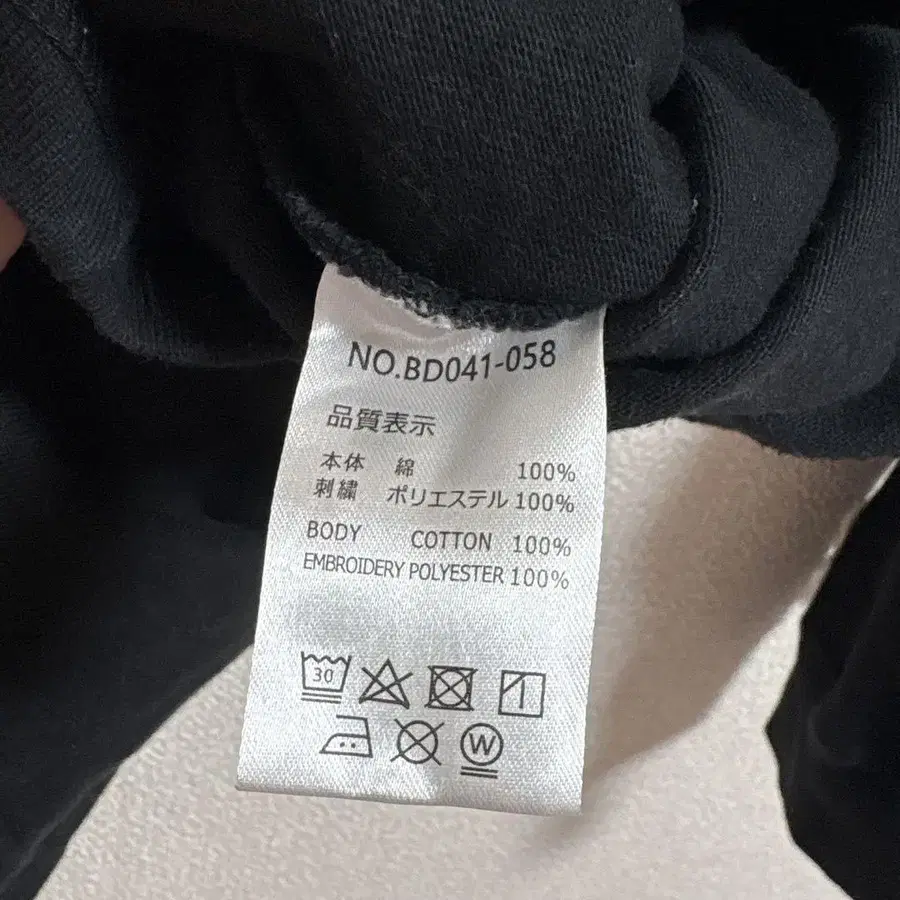 NO.BD041-058
品質表示
本体 綿 100%
刺繍 ポリエステル 100%
BODY COTTON 100%
EMBROIDERY POLYESTER 100%
30
W